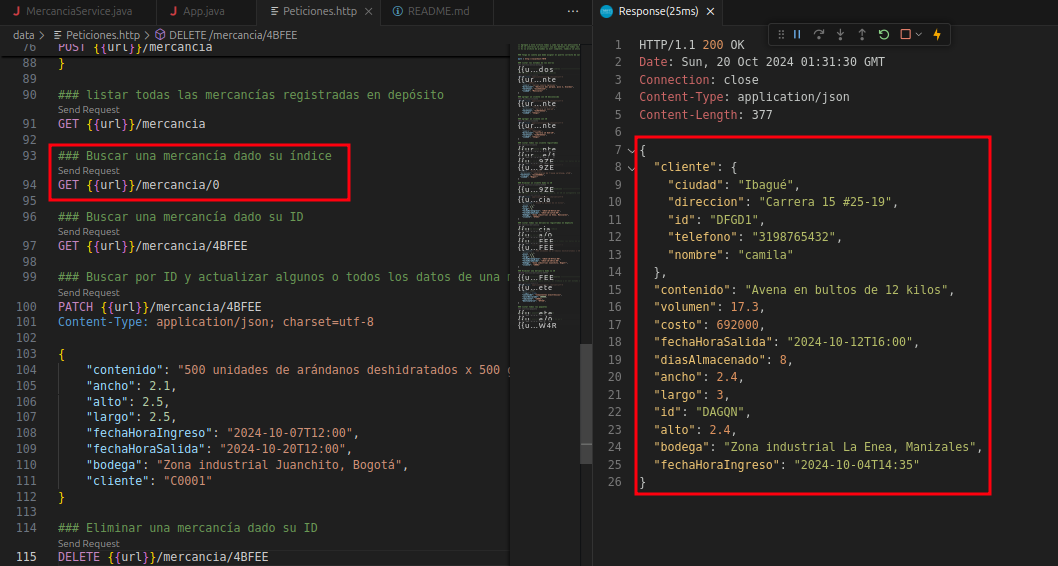 MercanciaService.java
App.java
Peticiones.http
README.md
Response(25ms)
data > Peticiones.http > DELETE /mercancia/4BFEE
76 POST {{url}}/mercancia
88 }
89
90 ### listar todas las mercancías registradas en depósito
Send Request
91 GET {{url}}/mercancia
92
93 ### Buscar una mercancía dado su índice
Send Request
94 GET {{url}}/mercancia/0
95
96 ### Buscar una mercancía dado su ID
Send Request
97 GET {{url}}/mercancia/4BFEE
98
99 ### Buscar por ID y actualizar algunos o todos los datos de una
Send Request
100 PATCH {{url}}/mercancia/4BFEE
101 Content-Type: application/json; charset=utf-8
102
103 {
104 "contenido": "500 unidades de arándanos deshidratados x 500
105 "ancho": 2.1,
106 "alto": 2.5,
107 "largo": 2.5,
108 "fechaHoraIngreso": "2024-10-07T12:00",
109 "fechaHoraSalida": "2024-10-20T12:00",
110 "bodega": "Zona industrial Juanchito, Bogotá",
111 "cliente": "C0001"
112 }
113
114 ### Eliminar una mercancía dado su ID
Send Request
115 DELETE {{url}}/mercancia/4BFEE
1 HTTP/1.1 200 OK
2 Date: Sun, 20 Oct 2024 01:31:30 GMT
3 Connection: close
4 Content-Type: application/json
5 Content-Length: 377
6
7 {
8 "cliente": {
9 "ciudad": "Ibagué",
10 "direccion": "Carrera 15 #25-19",
11 "id": "DFGD1",
12 "telefono": "3198765432",
13 "nombre": "camila"
14 },
15 "contenido": "Avena en bultos de 12 kilos",
16 "volumen": 17.3,
17 "costo": 692000,
18 "fechaHoraSalida": "2024-10-12T16:00",
19 "diasAlmacenado": 8,
20 "ancho": 2.4,
21 "largo": 3,
22 "id": "DAGQN",
23 "alto": 2.4,
24 "bodega": "Zona industrial La Enea, Manizales",
25 "fechaHoraIngreso": "2024-10-04T14:35"
26 }